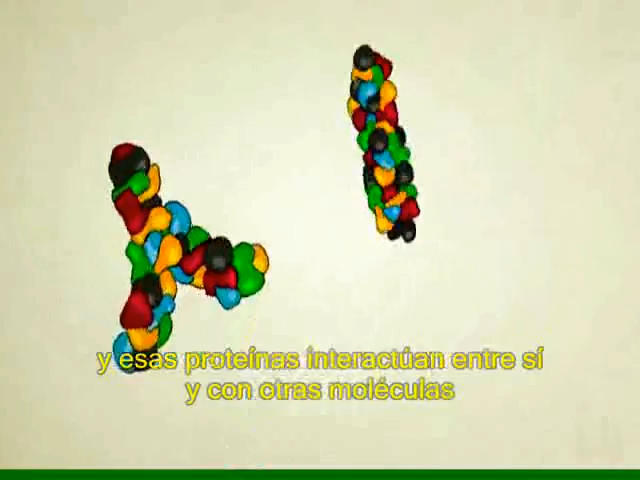 y esas proteínas interactúan entre sí
y con otras moléculas